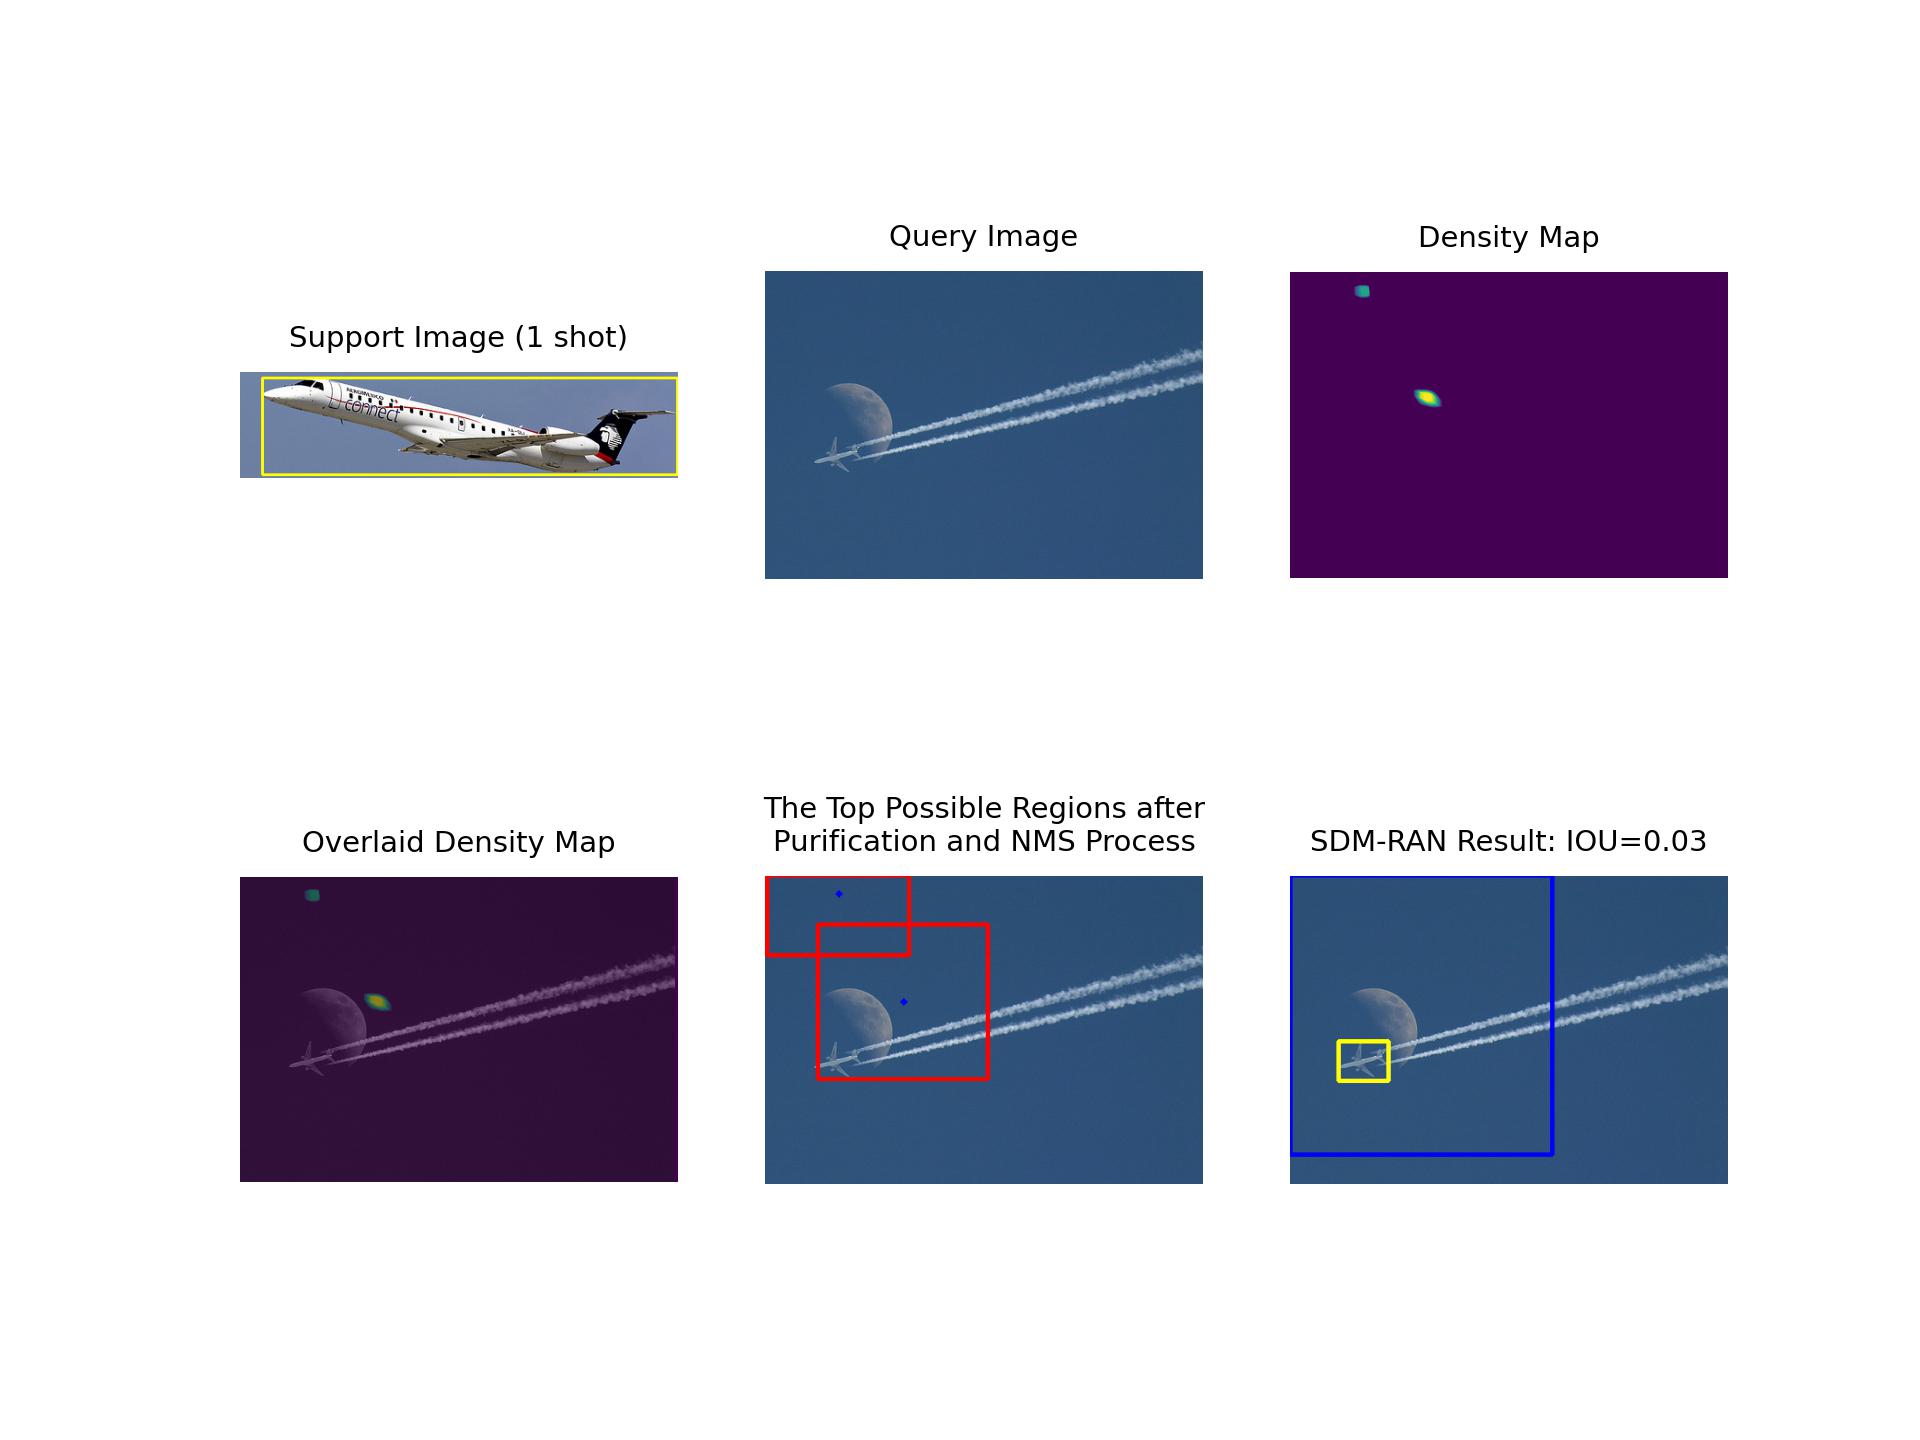 Query Image
Density Map
Support Image (1 shot)
AEROMEXICO
connect
The Top Possible Regions after
Purification and NMS Process
Overlaid Density Map
SDM-RAN Result: IOU=0.03